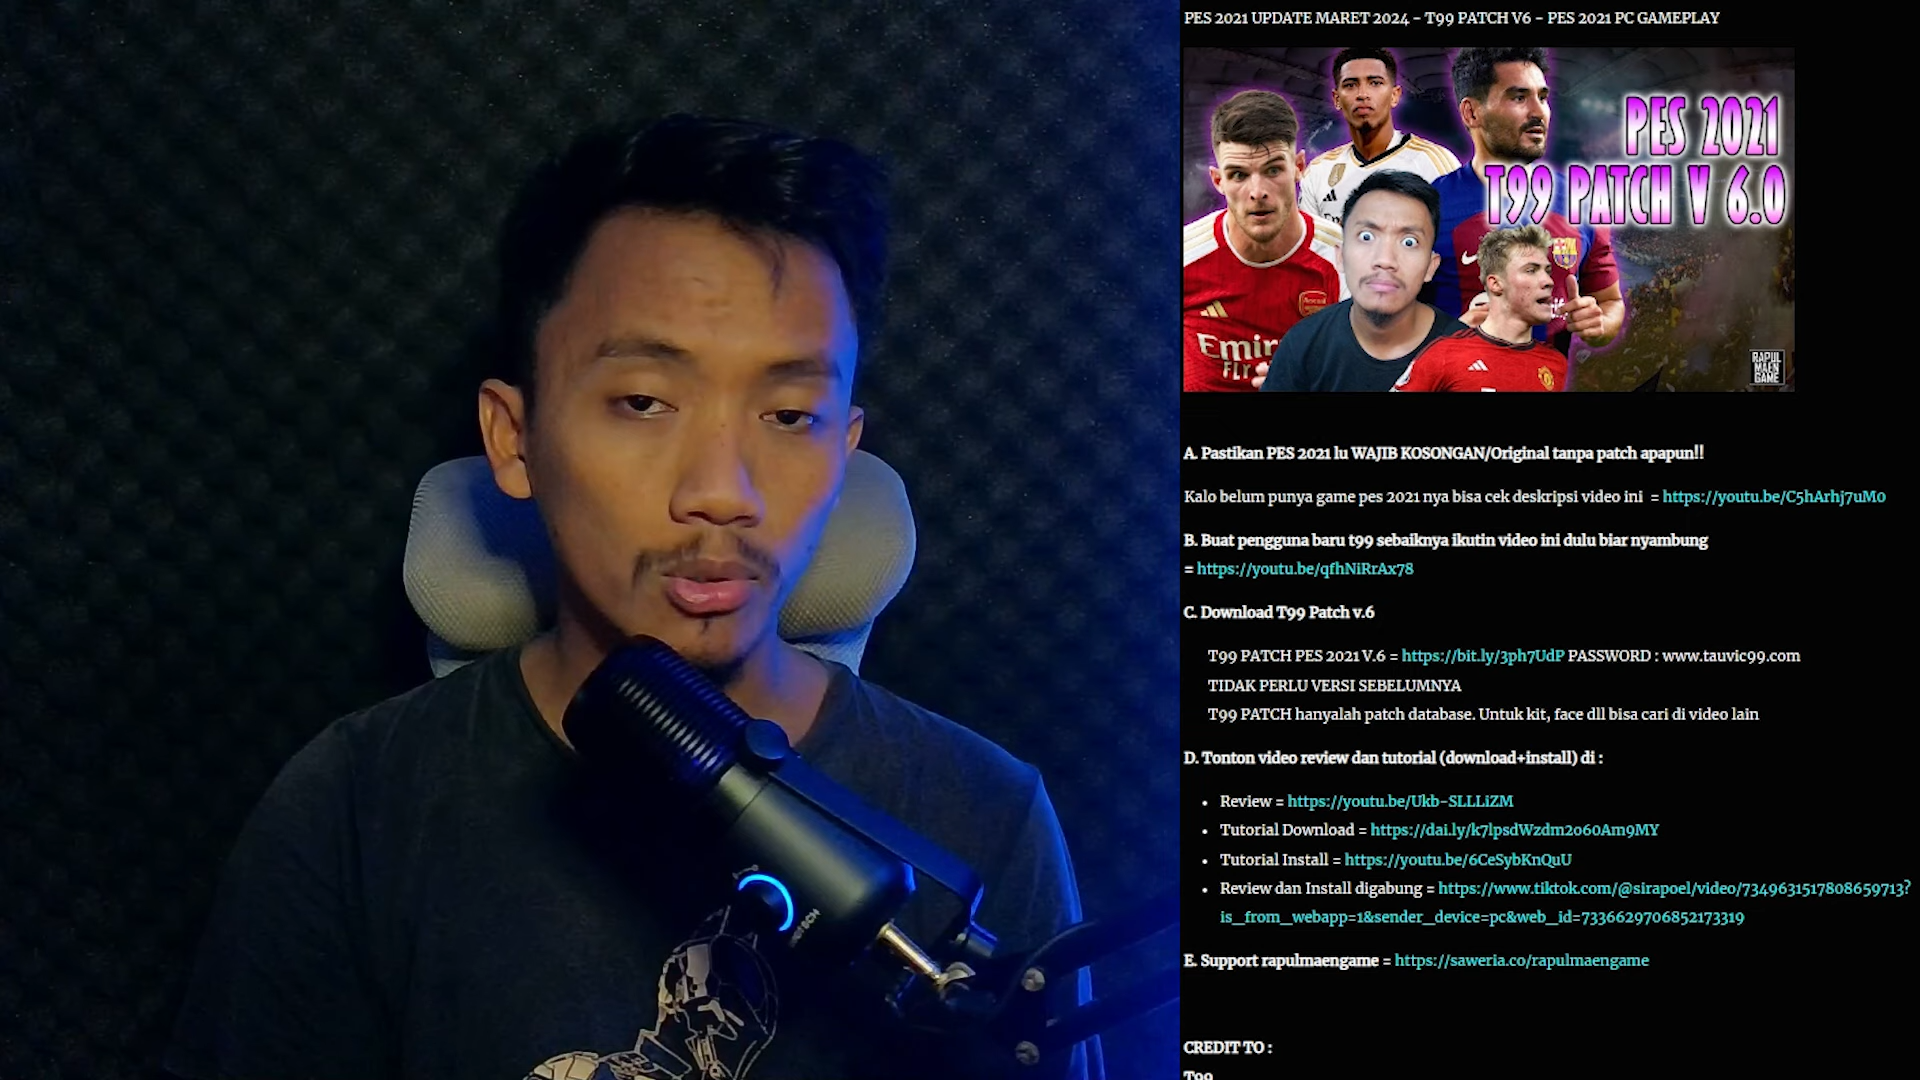 PES 2021 UPDATE MARET 2024 - T99 PATCH V6 - PES 2021 PC GAMEPLAY
PES 2021
T99 PATCH V 6.0
Emir
FLY
RAPUL
MAEN
GAME
A. Pastikan PES 2021 lu WAJIB KOSONGAN/Original tanpa patch apapun!!
Kalo belum punya game pes 2021 nya bisa cek deskripsi video ini = https://youtu.be/C5hArhj7uM0
B. Buat pengguna baru t99 sebaiknya ikutin video ini dulu biar nyambung
= https://youtu.be/qfhNiRrAx78
C. Download T99 Patch v.6
T99 PATCH PES 2021 V.6 = https://bit.ly/3ph7UdP PASSWORD : www.tauvic99.com
TIDAK PERLU VERSI SEBELUMNYA
T99 PATCH hanyalah patch database. Untuk kit, face dll bisa cari di video lain
D. Tonton video review dan tutorial (download+install) di :
• Review = https://youtu.be/Ukb-SLLLiZM
• Tutorial Download = https://dai.ly/k7lpsdWzdm2o60Am9MY
• Tutorial Install = https://youtu.be/6CeSybKnQuU
• Review dan Install digabung = https://www.tiktok.com/@sirapoel/video/7349631517808659713?
is_from_webapp=1&sender_device=pc&web_id=7336629706852173319
E. Support rapulmaengame = https://saweria.co/rapulmaengame
CREDIT TO :
T99